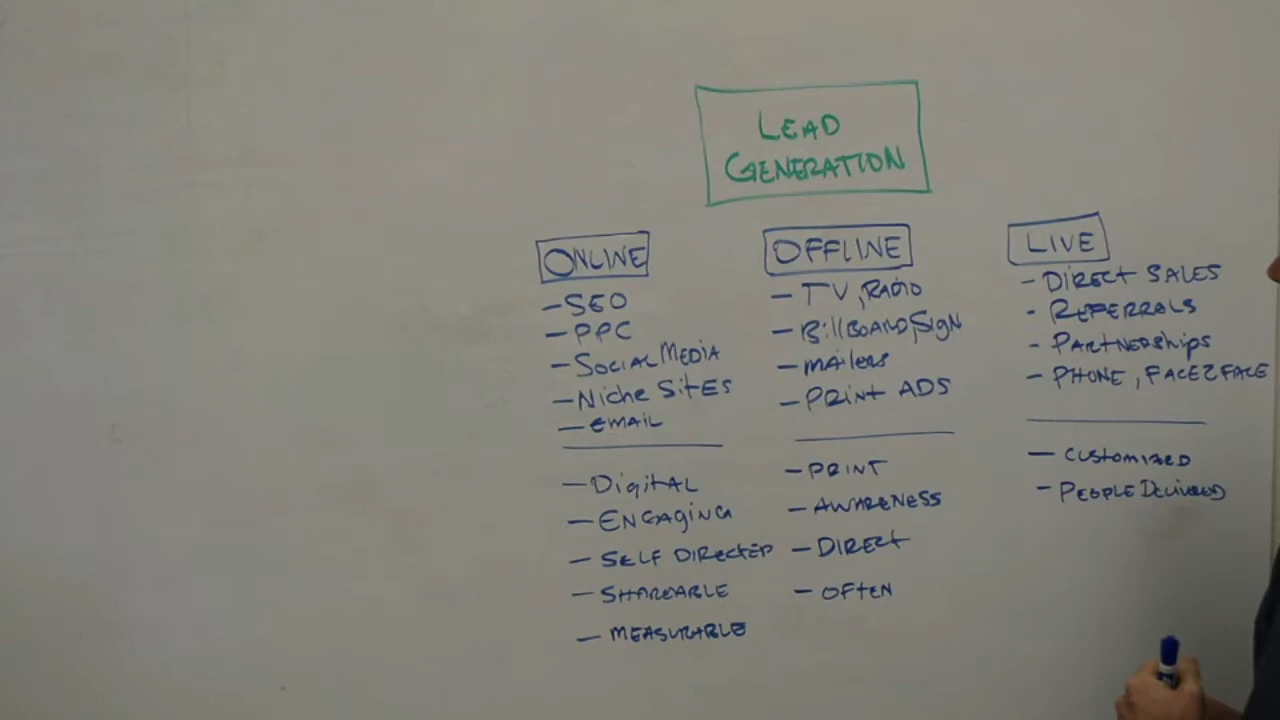 LEAD
GENERATION
ONLINE
- SEO
- PPC
- SOCIAL MEDIA
- NICHE SITES
- EMAIL
- DIGITAL
- ENGAGING
- SELF DIRECTED
- SHAREABLE
- MEASURABLE
OFFLINE
- TV, RADIO
- BILLBOARD, SIGN
- MAILERS
- PRINT ADS
- PRINT
- AWARENESS
- DIRECT
- OFTEN
LIVE
- DIRECT SALES
- REFERRALS
- PARTNERSHIPS
- PHONE, FACE2FACE
- CUSTOMIZED
- PEOPLE DELIVERED